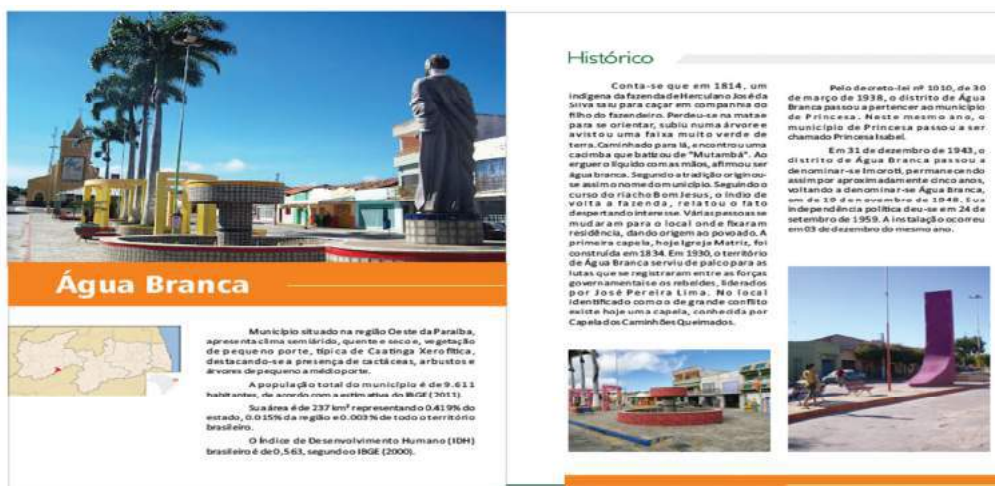 Água Branca
Município situado na região Oeste da Paraíba,
apresenta clima semiárido, quente e seco e, vegetação
de pequeno porte, típica de Caatinga Xerofítica,
destacando-se a presença de cactáceas, arbustos e
árvores de pequeno a médio porte.
A população total do município é de 9.611
habitantes, de acordo com a estimativa do IBGE (2011).
Sua área é de 237 km² representando 0.419% do
estado, 0.015% da região e 0.003% de todo o território
brasileiro.
O Índice de Desenvolvimento Humano (IDH)
brasileiro é de 0,563, segundo o IBGE (2000).
Histórico
Conta-se que em 1814, um
indígena da fazenda de Herculano José da
Silva saiu para caçar em companhia do
filho do fazendeiro. Perdeu-se na mata e
para se orientar, subiu numa árvore e
avistou uma faixa muito verde de
terra. Caminhado para lá, encontrou uma
cacimba que batizou de "Mutambá". Ao
erguer o líquido com as mãos, afirmou ser
água branca. Segundo a tradição originou-
se assim o nome do município. Seguindo o
curso do riacho Bom Jesus, o índio de
volta a fazenda, relatou o fato
despertando interesse. Várias pessoas se
mudaram para o local onde fixaram
residência, dando origem ao povoado. A
primeira capela, hoje Igreja Matriz, foi
construída em 1834. Em 1930, o território
de Água Branca serviu de palco para as
lutas que se registraram entre as forças
governamentais e os rebeldes, liderados
por José Pereira Lima. No local
identificado como o de grande conflito
existe hoje uma capela, conhecida por
Capela dos Caminhões Queimados.
Pelo decreto-lei nº 1010, de 30
de março de 1938, o distrito de Água
Branca passou a pertencer ao município
de Princesa. Neste mesmo ano, o
município de Princesa passou a ser
chamado Princesa Isabel.
Em 31 de dezembro de 1943, o
distrito de Água Branca passou a
denominar-se Imorotí, permanecendo
assim por aproximadamente cinco anos,
voltando a denominar-se Água Branca,
em de 19 de novembro de 1948. Sua
independência política deu-se em 24 de
setembro de 1959. A instalação ocorreu
em 03 de dezembro do mesmo ano.